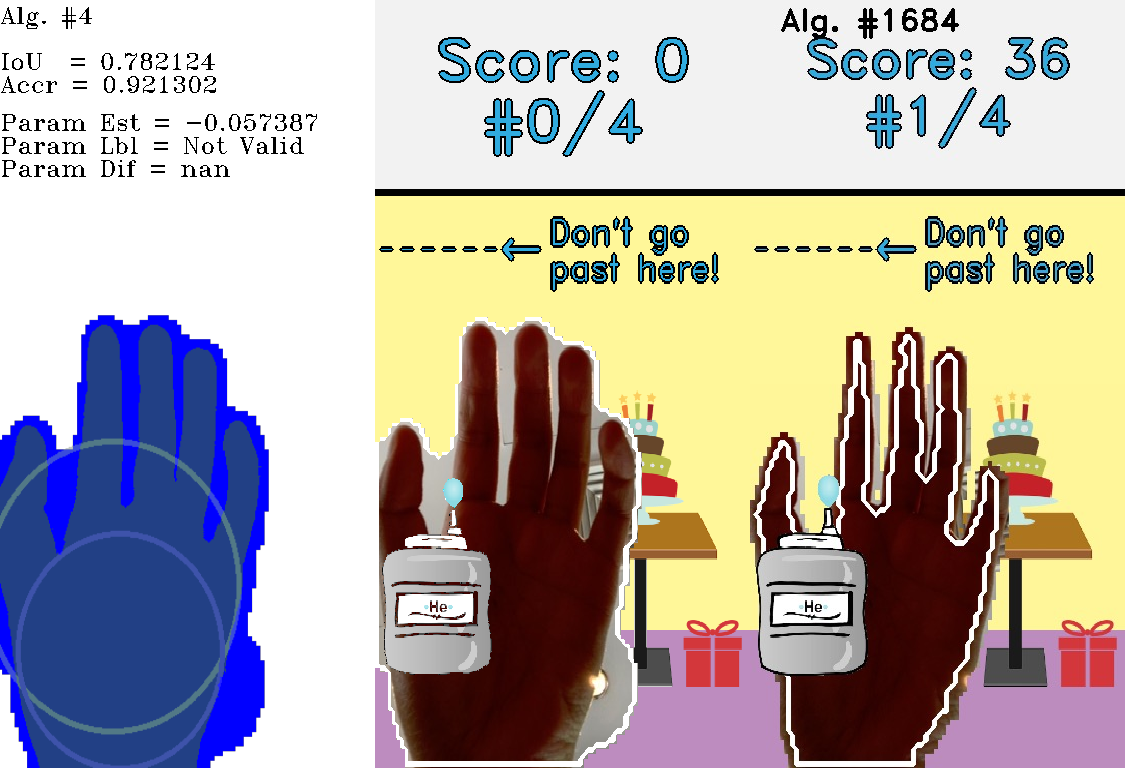 Alg. #4
IoU = 0.782124
Accr = 0.921302
Param Est = -0.057387
Param Lbl = Not Valid
Param Dif = nan
Score: 0
#0/4
Don't go
past here!
He
Alg. #1684
Score: 36
#1/4
Don't go
past here!
He